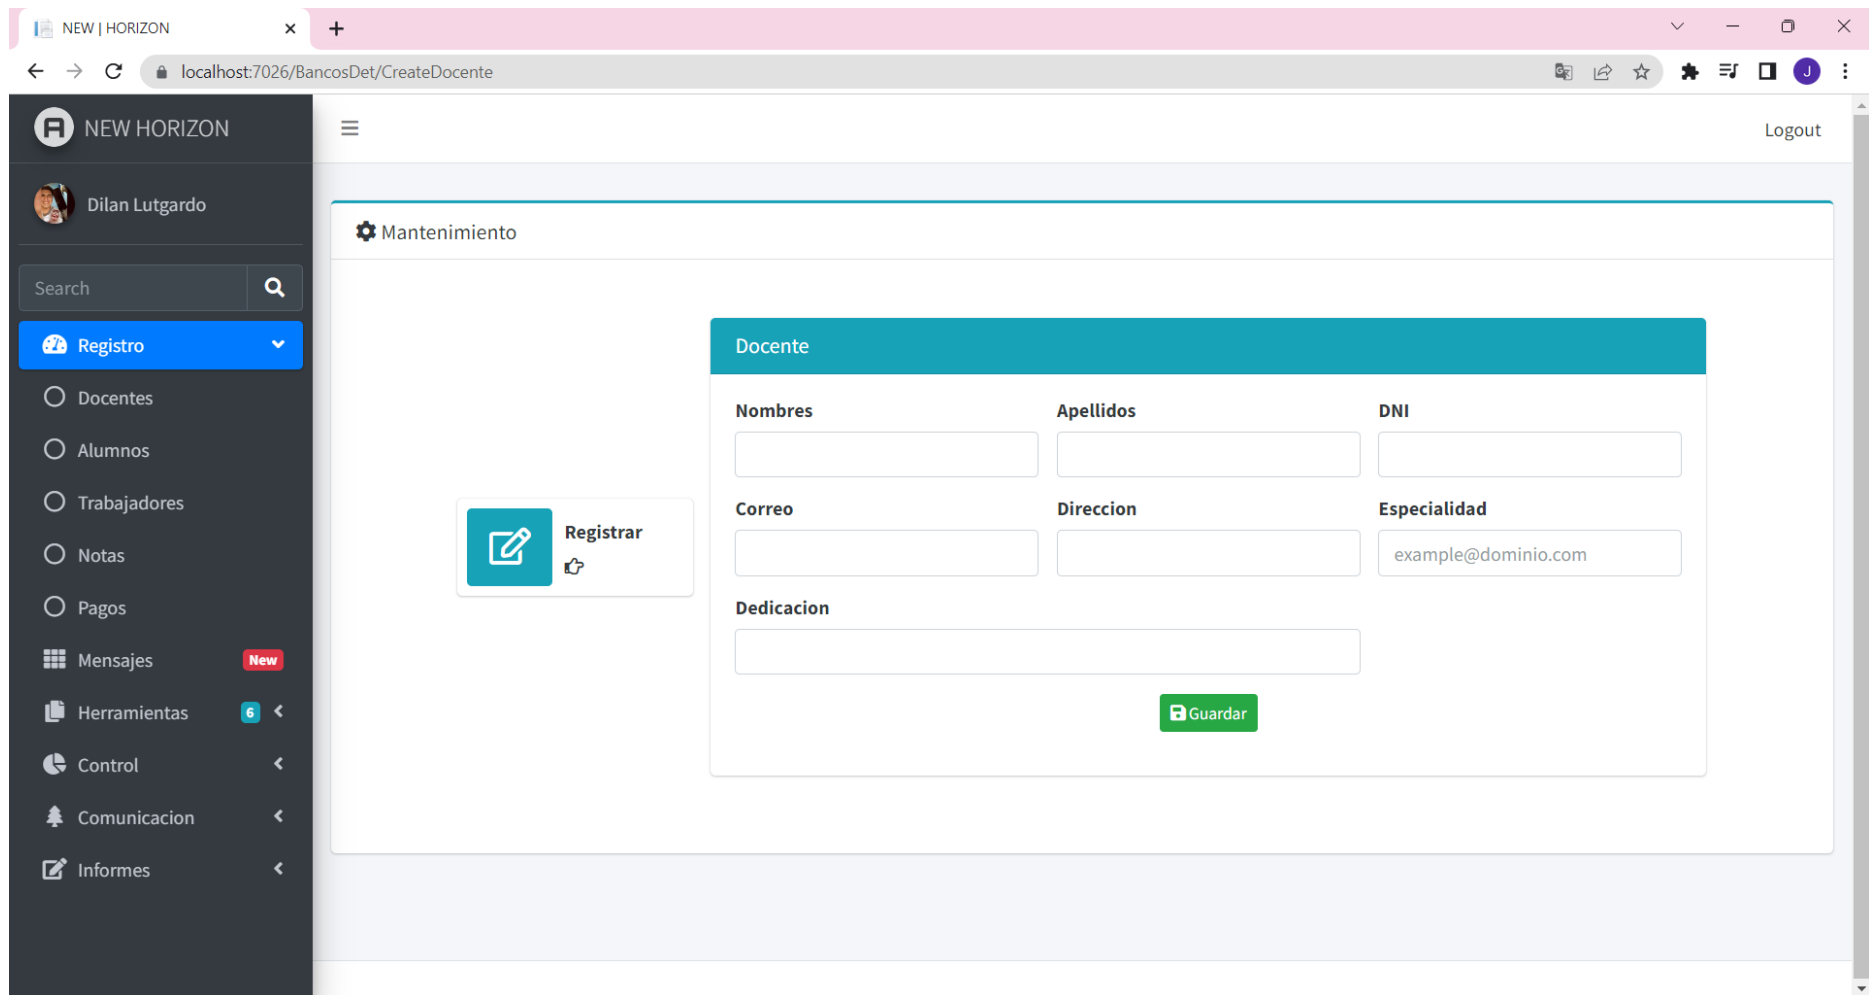 NEW | HORIZON
localhost:7026/BancosDet/CreateDocente
J
NEW HORIZON
Logout
Dilan Lutgardo
Mantenimiento
Search
Registro
Docente
Docentes
Nombres Apellidos DNI
Alumnos
Trabajadores
Correo Direccion Especialidad
Registrar
example@dominio.com
Notas
Pagos
Dedicacion
Mensajes New
Herramientas 6
Guardar
Control
Comunicacion
Informes